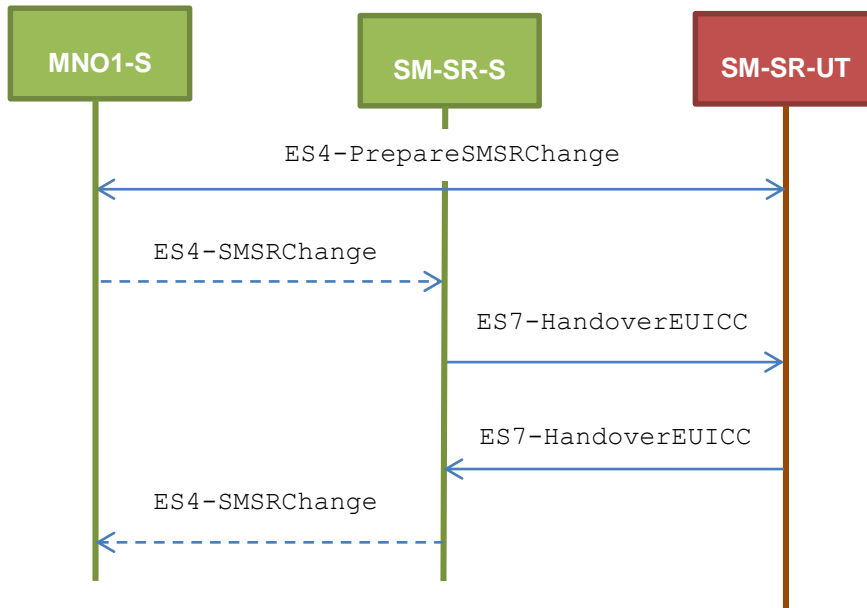 MNO1-S
SM-SR-S
SM-SR-UT
ES4-PrepareSMSRChange
ES4-SMSRChange
ES7-HandoverEUICC
ES7-HandoverEUICC
ES4-SMSRChange